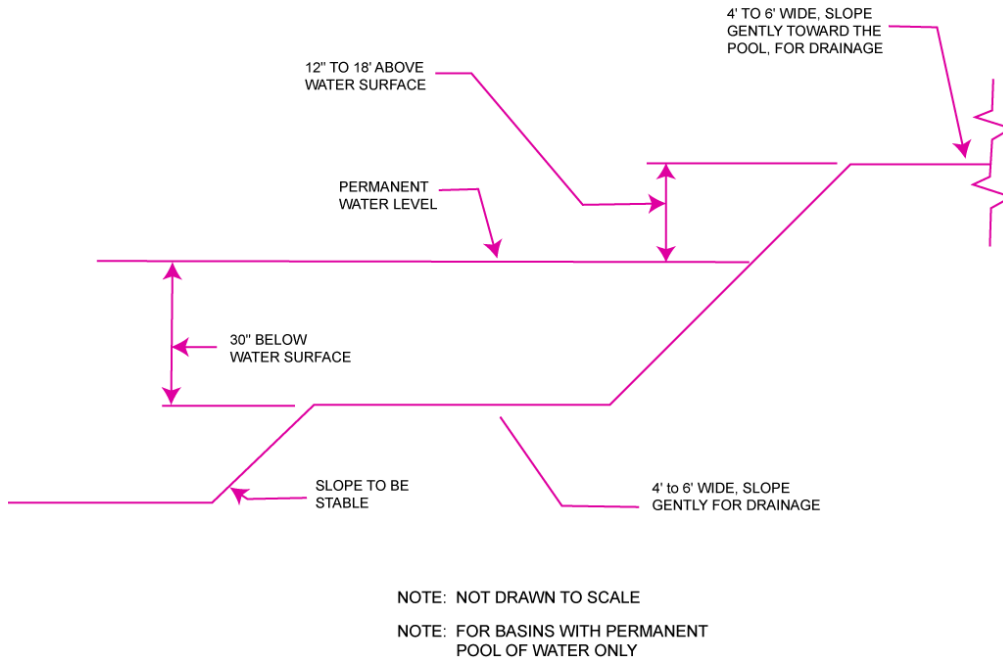 4' TO 6' WIDE, SLOPE
GENTLY TOWARD THE
POOL, FOR DRAINAGE
12" TO 18' ABOVE
WATER SURFACE
PERMANENT
WATER LEVEL
30" BELOW
WATER SURFACE
SLOPE TO BE
STABLE
4' to 6' WIDE, SLOPE
GENTLY FOR DRAINAGE
NOTE: NOT DRAWN TO SCALE
NOTE: FOR BASINS WITH PERMANENT
POOL OF WATER ONLY